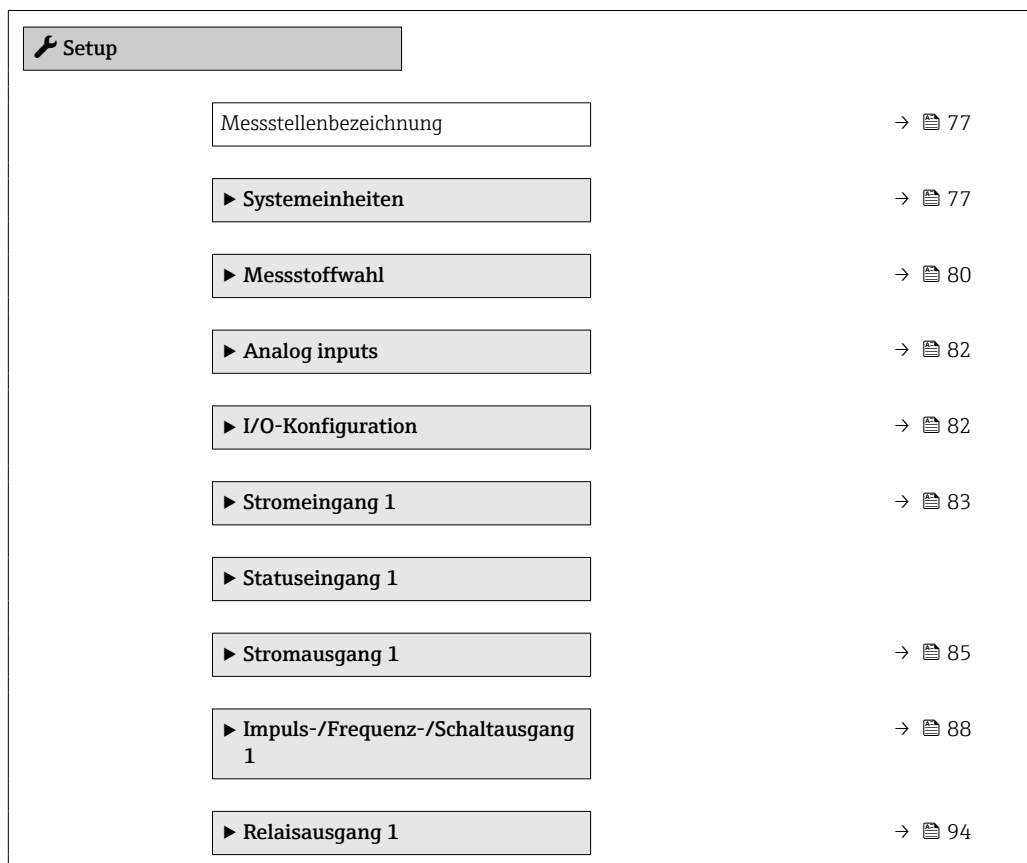 Setup
Messstellenbezeichnung → 77
▶ Systemeinheiten → 77
▶ Messstoffwahl → 80
▶ Analog inputs → 82
▶ I/O-Konfiguration → 82
▶ Stromeingang 1 → 83
▶ Statuseingang 1
▶ Stromausgang 1 → 85
▶ Impuls-/Frequenz-/Schaltausgang → 88
1
▶ Relaisausgang 1 → 94